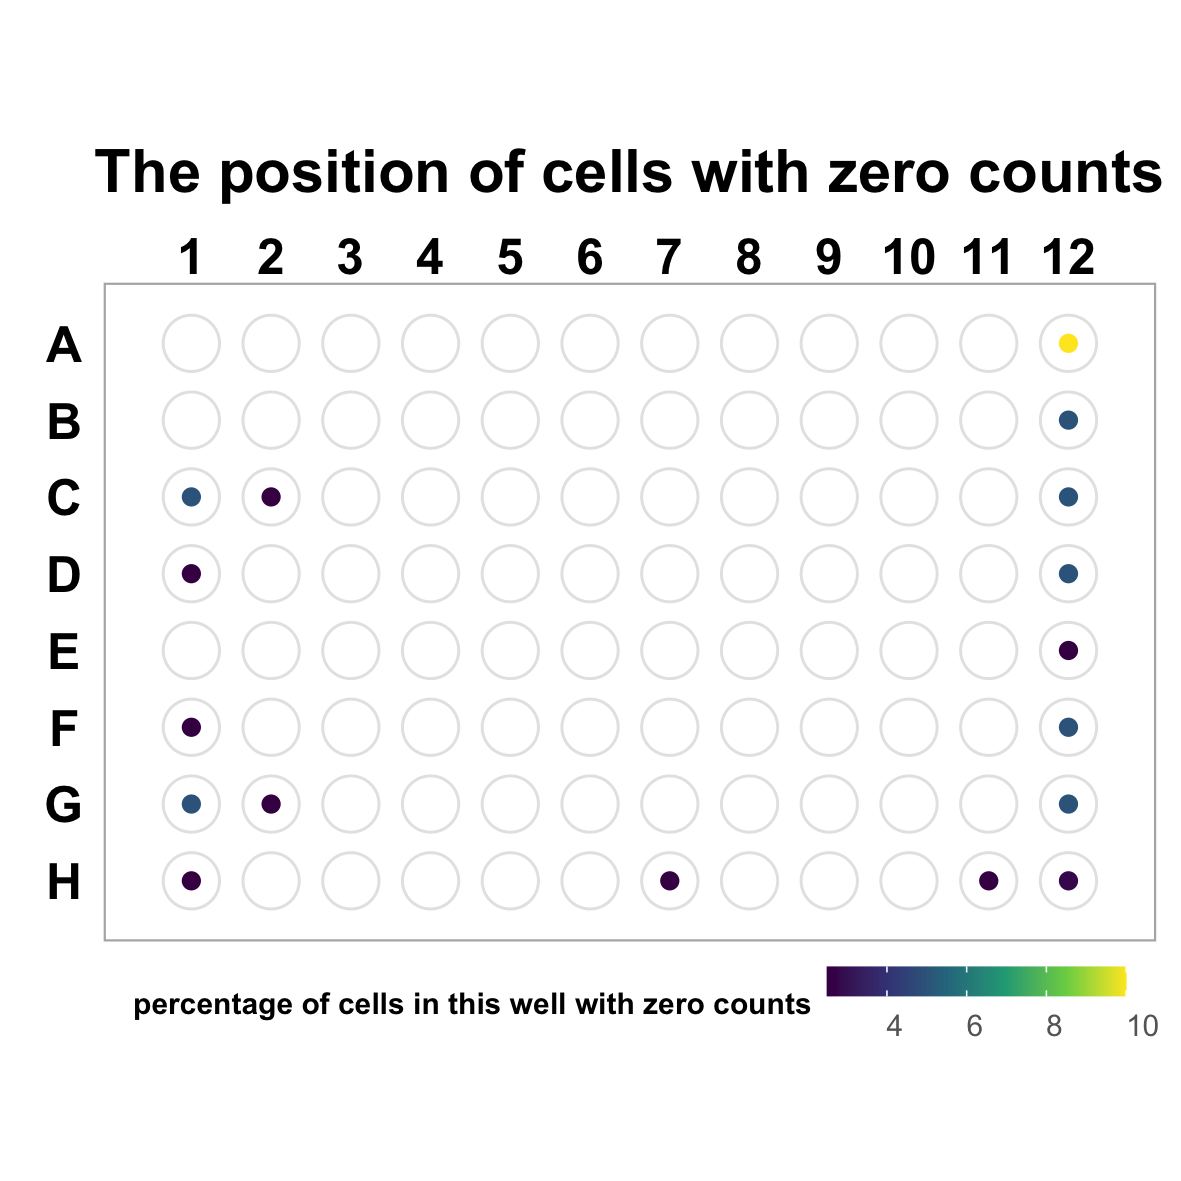 The position of cells with zero counts
1 2 3 4 5 6 7 8 9 10 11 12
A
B
C
D
E
F
G
H
percentage of cells in this well with zero counts
4 6 8 10